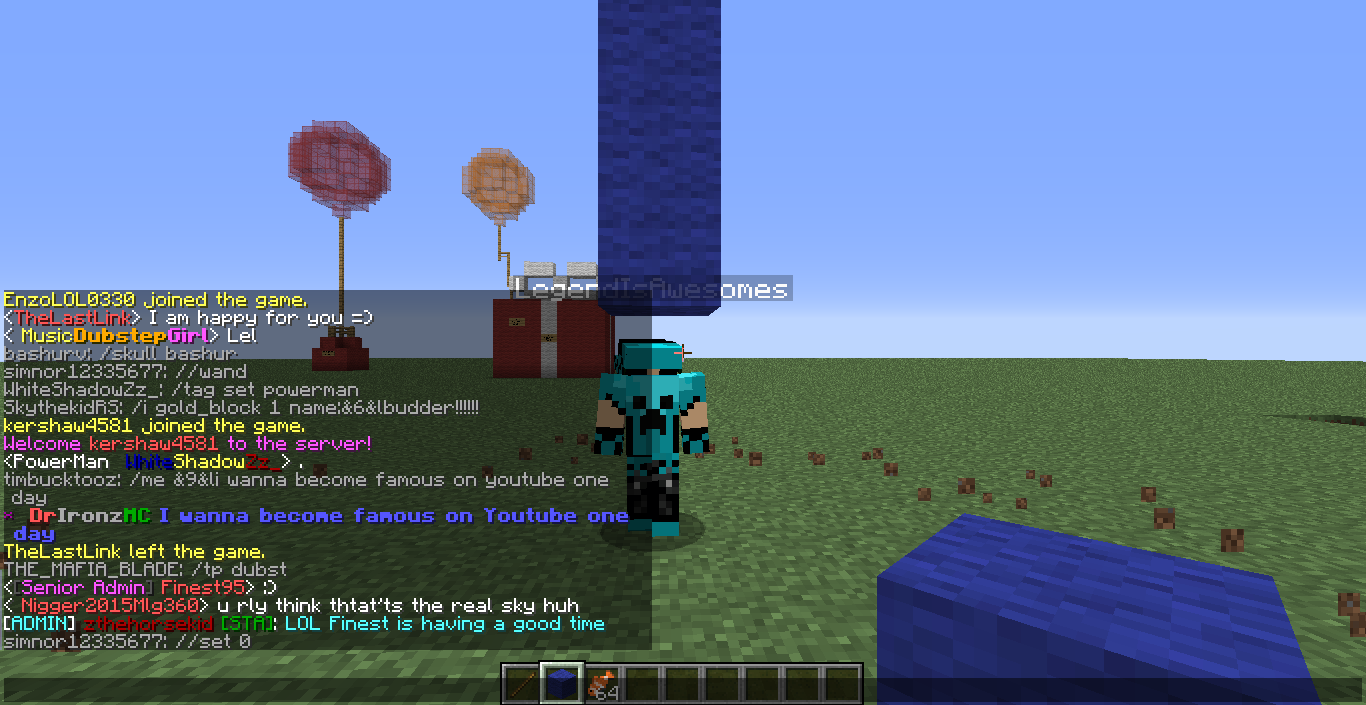 LegendIsAwesomes
EnzoLOL0330 joined the game.
<TheLastLink> I am happy for you =)
< MusicDubstepGirl> Lel
bashurv: /skull bashur
simnor12335677: //wand
WhiteShadowZz_: /tag set powerman
SkythekidRS: /i gold_block 1 name:&6&lbudder!!!!!!
kershaw4581 joined the game.
Welcome kershaw4581 to the server!
<PowerMan WhiteShadowZz_> .
timbucktooz: /me &9&li wanna become famous on youtube one
day
* DrIronzMC I wanna become famous on Youtube one
day
TheLastLink left the game.
THE_MAFIA_BLADE: /tp dubst
<[Senior Admin] Finest95> :)
< Nigger2015Mlg360> u rly think thtat'ts the real sky huh
[ADMIN] zthehorsekid [STA]: LOL Finest is having a good time
simnor12335677: //set 0
64